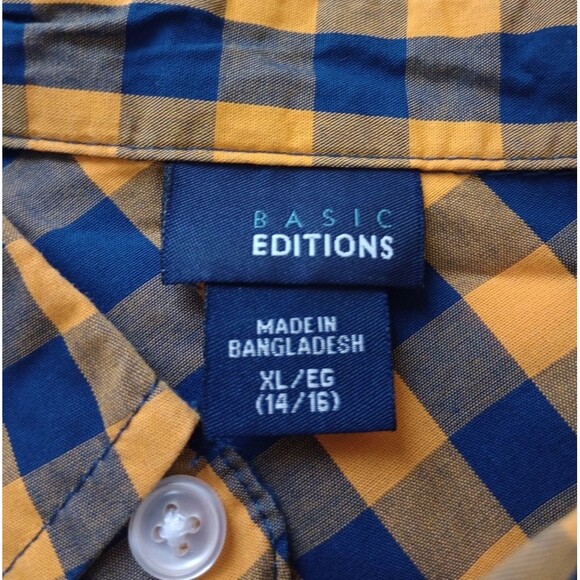 BASIC
EDITIONS
MADE IN
BANGLADESH
XL/EG
(14/16)